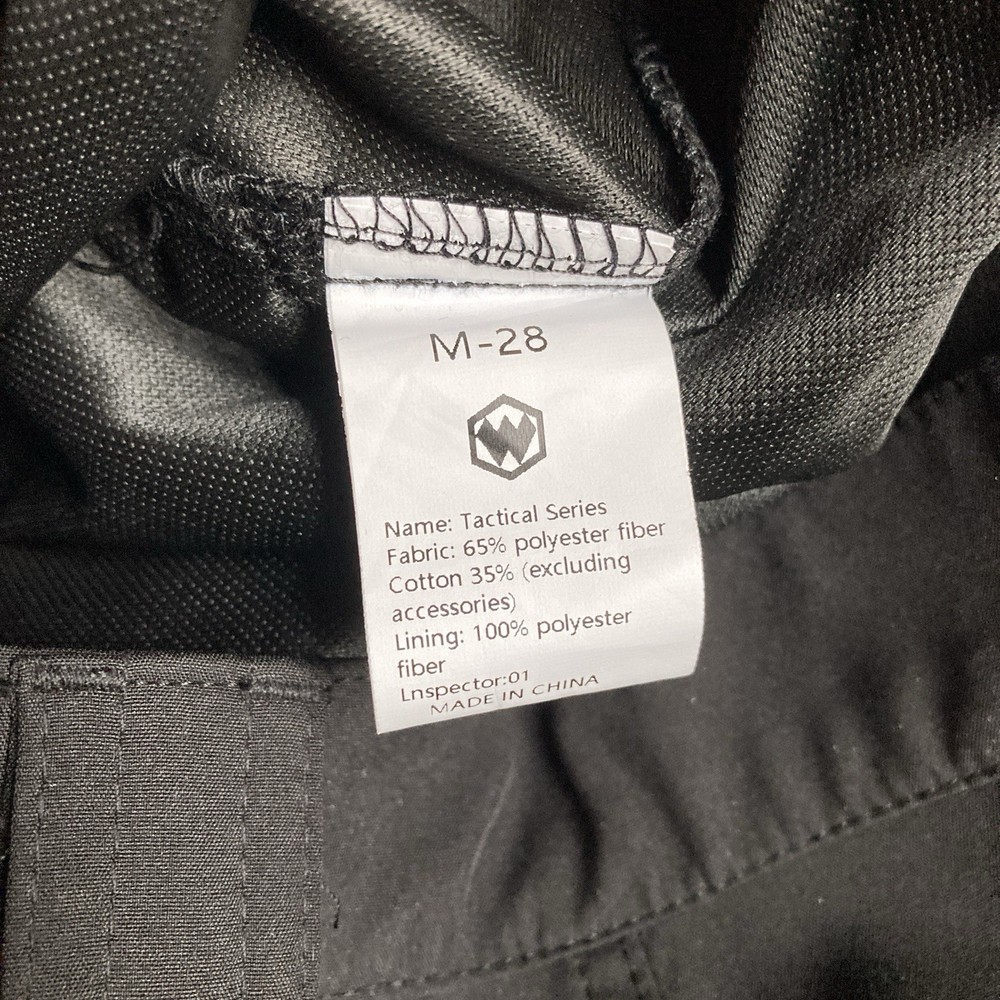 M-28
W
Name: Tactical Series
Fabric: 65% polyester fiber
Cotton 35% (excluding
accessories)
Lining: 100% polyester
fiber
Lnspector:01
MADE IN CHINA